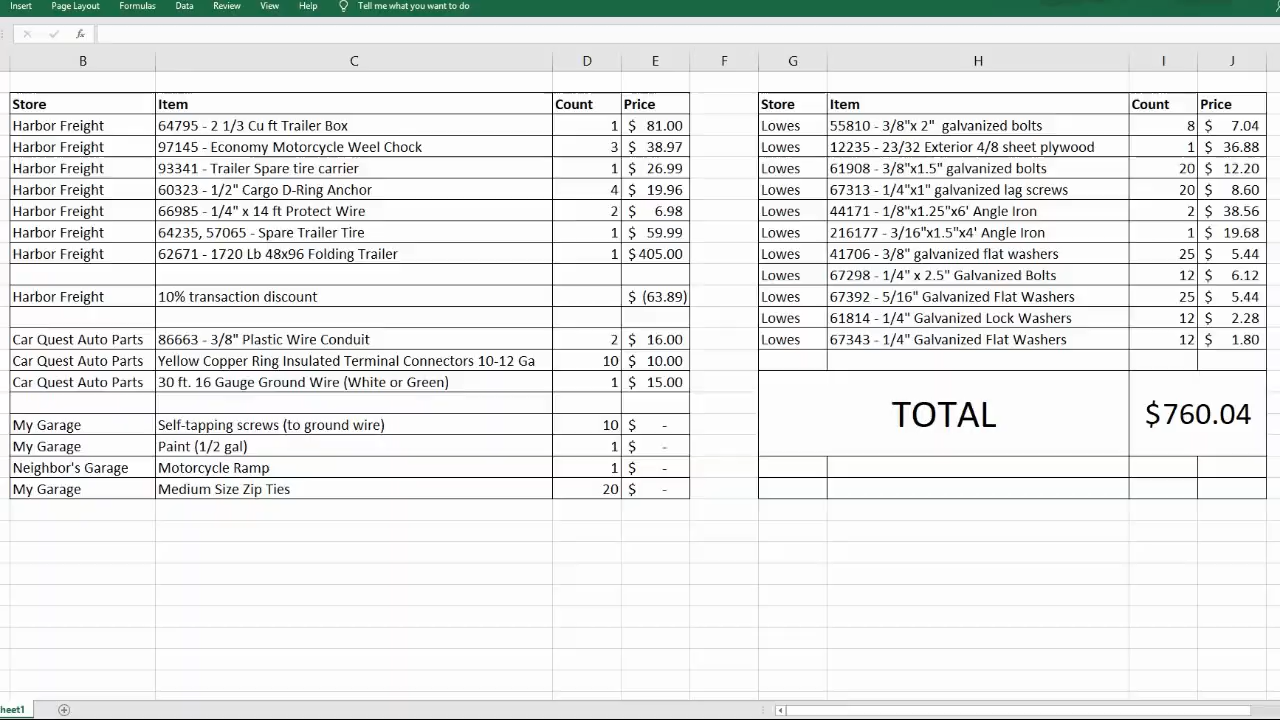 Insert Page Layout Formulas Data Review View Help Tell me what you want to do
fx
B C D E F G H I J
Store Item Count Price
Harbor Freight 64795 - 2 1/3 Cu ft Trailer Box 1 $ 81.00
Harbor Freight 97145 - Economy Motorcycle Weel Chock 3 $ 38.97
Harbor Freight 93341 - Trailer Spare tire carrier 1 $ 26.99
Harbor Freight 60323 - 1/2" Cargo D-Ring Anchor 4 $ 19.96
Harbor Freight 66985 - 1/4" x 14 ft Protect Wire 2 $ 6.98
Harbor Freight 64235, 57065 - Spare Trailer Tire 1 $ 59.99
Harbor Freight 62671 - 1720 Lb 48x96 Folding Trailer 1 $ 405.00
Harbor Freight 10% transaction discount $ (63.89)
Car Quest Auto Parts 86663 - 3/8" Plastic Wire Conduit 2 $ 16.00
Car Quest Auto Parts Yellow Copper Ring Insulated Terminal Connectors 10-12 Ga 10 $ 10.00
Car Quest Auto Parts 30 ft. 16 Gauge Ground Wire (White or Green) 1 $ 15.00
My Garage Self-tapping screws (to ground wire) 10 $ -
My Garage Paint (1/2 gal) 1 $ -
Neighbor's Garage Motorcycle Ramp 1 $ -
My Garage Medium Size Zip Ties 20 $ -
Store Item Count Price
Lowes 55810 - 3/8"x 2" galvanized bolts 8 $ 7.04
Lowes 12235 - 23/32 Exterior 4/8 sheet plywood 1 $ 36.88
Lowes 61908 - 3/8"x1.5" galvanized bolts 20 $ 12.20
Lowes 67313 - 1/4"x1" galvanized lag screws 20 $ 8.60
Lowes 44171 - 1/8"x1.25"x6' Angle Iron 2 $ 38.56
Lowes 216177 - 3/16"x1.5"x4' Angle Iron 1 $ 19.68
Lowes 41706 - 3/8" galvanized flat washers 25 $ 5.44
Lowes 67298 - 1/4" x 2.5" Galvanized Bolts 12 $ 6.12
Lowes 67392 - 5/16" Galvanized Flat Washers 25 $ 5.44
Lowes 61814 - 1/4" Galvanized Lock Washers 12 $ 2.28
Lowes 67343 - 1/4" Galvanized Flat Washers 12 $ 1.80
TOTAL $760.04
heet1